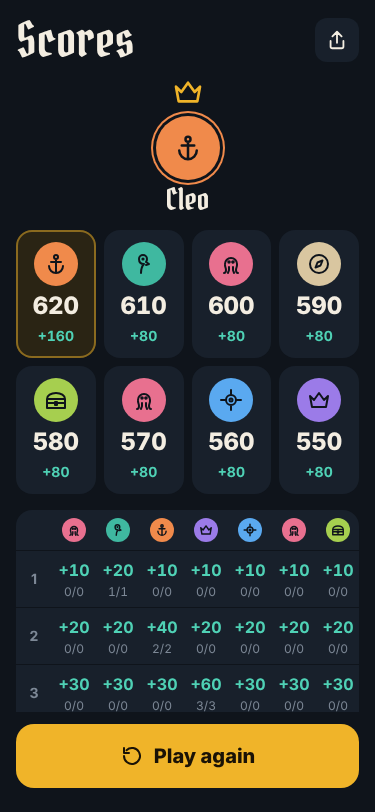 Scores
Cleo
620 610 600 590
+160 +80 +80 +80
580 570 560 550
+80 +80 +80 +80
+10 +20 +10 +10 +10 +10 +10
1
0/0 1/1 0/0 0/0 0/0 0/0 0/0
+20 +20 +40 +20 +20 +20 +20
2
0/0 0/0 2/2 0/0 0/0 0/0 0/0
+30 +30 +30 +60 +30 +30 +30
3
0/0 0/0 0/0 3/3 0/0 0/0 0/0
Play again